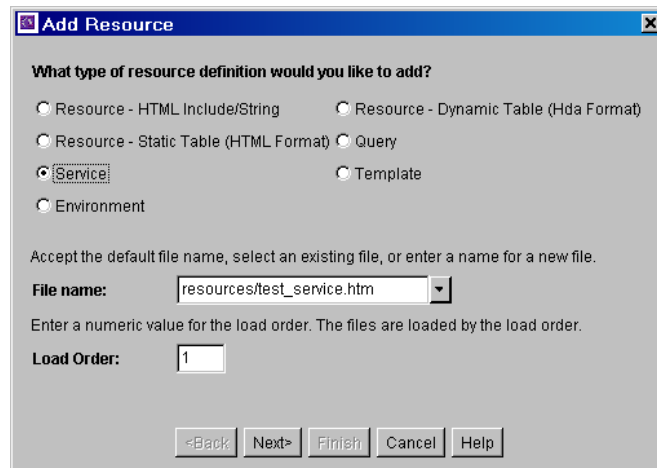 Add Resource
What type of resource definition would you like to add?
Resource - HTML Include/String Resource - Dynamic Table (Hda Format)
Resource - Static Table (HTML Format) Query
Service Template
Environment
Accept the default file name, select an existing file, or enter a name for a new file.
File name: resources/test_service.htm
Enter a numeric value for the load order. The files are loaded by the load order.
Load Order: 1
<Back Next> Finish Cancel Help